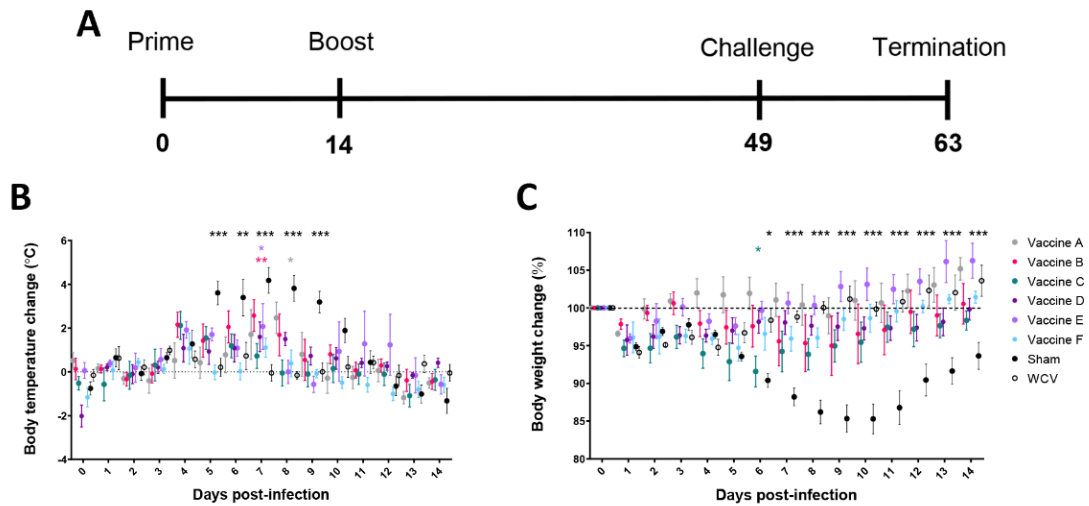 A
Prime Boost Challenge Termination
0 14 49 63
B
*** ** *** *** ***
* *
**
6
4
2
0
-2
-4
Body temperature change (°C)
0 1 2 3 4 5 6 7 8 9 10 11 12 13 14
Days post-infection
C
* * *** *** *** *** *** *** *** ***
110
105
100
95
90
85
80
Body weight change (%)
0 1 2 3 4 5 6 7 8 9 10 11 12 13 14
Days post-infection
Vaccine A
Vaccine B
Vaccine C
Vaccine D
Vaccine E
Vaccine F
Sham
WCV